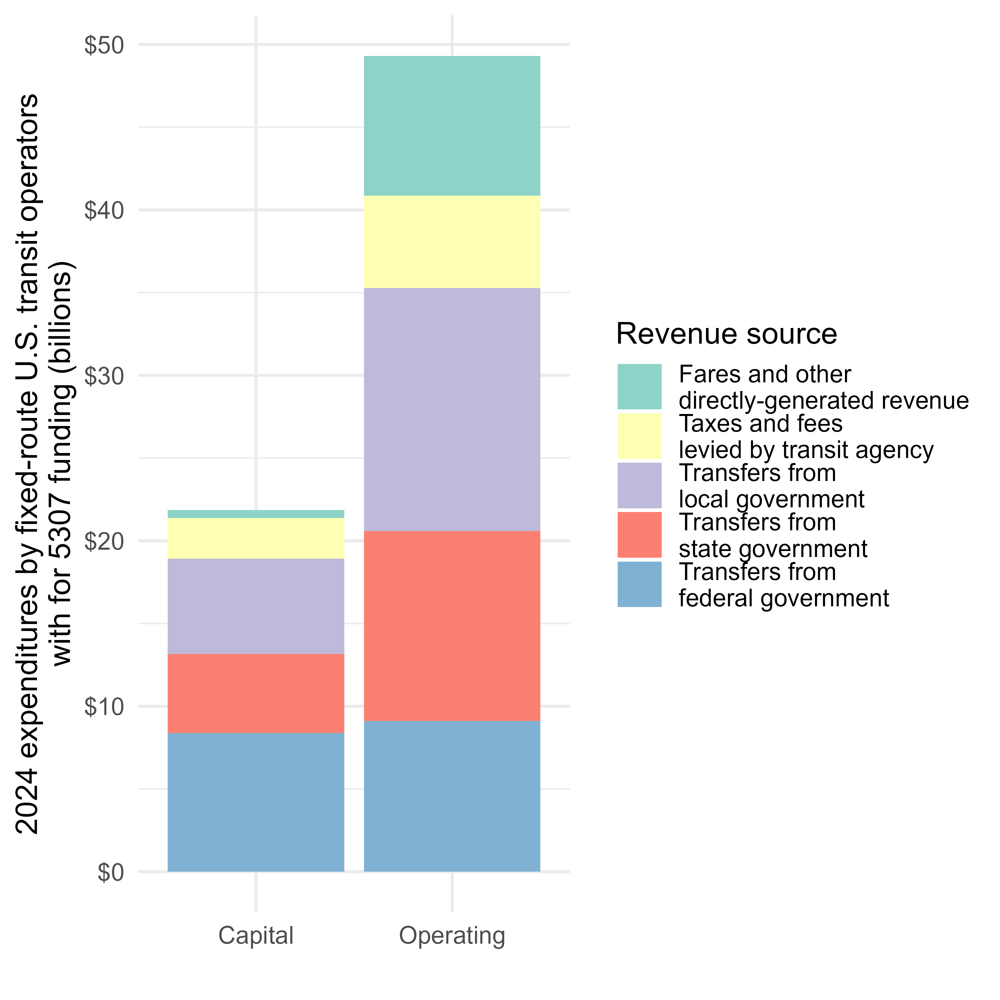 2024 expenditures by fixed-route U.S. transit operators
with for 5307 funding (billions)
$50
$40
$30
$20
$10
$0
Capital
Operating
Revenue source
Fares and other
directly-generated revenue
Taxes and fees
levied by transit agency
Transfers from
local government
Transfers from
state government
Transfers from
federal government